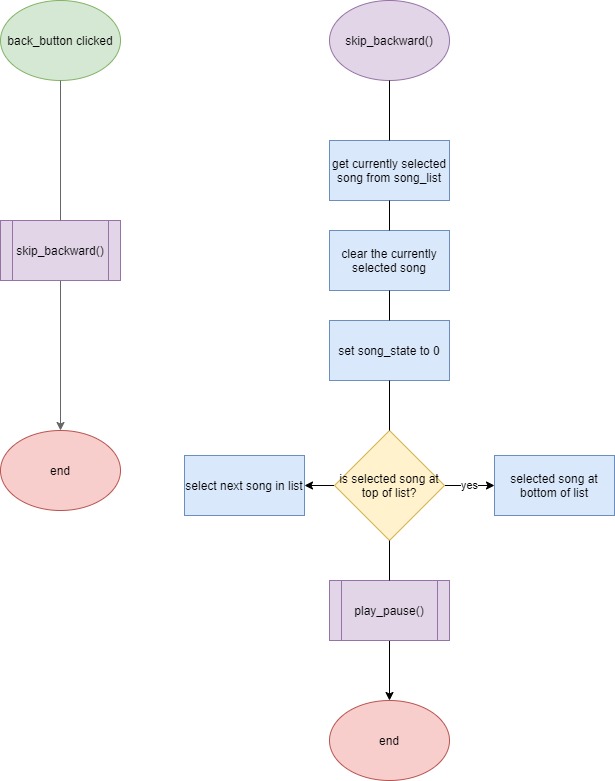 back_button clicked
skip_backward()
end
skip_backward()
get currently selected
song from song_list
clear the currently
selected song
set song_state to 0
is selected song at
top of list?
select next song in list
yes
selected song at
bottom of list
play_pause()
end